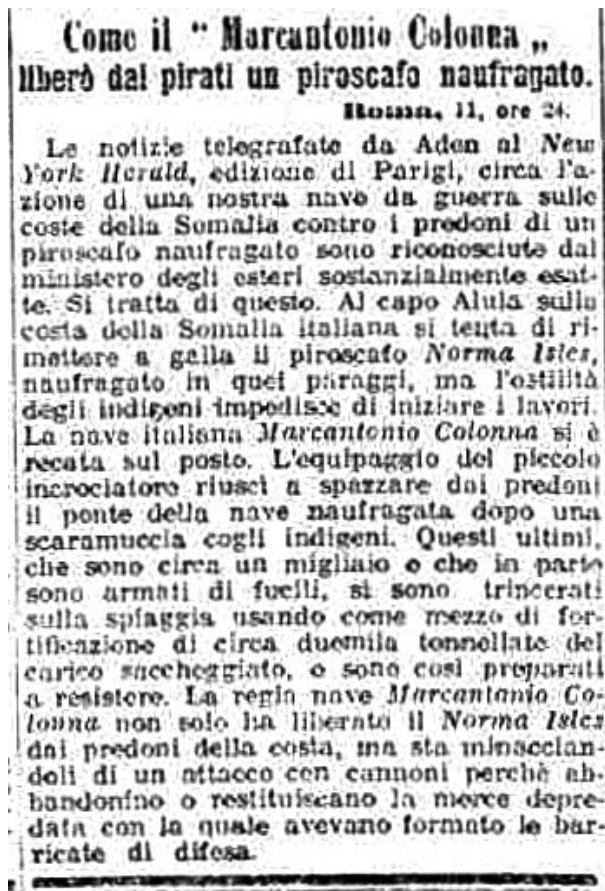 Come il " Marcantonio Colonna „
liberò dai pirati un piroscafo naufragato.
Roma, 11, ore 24.
Le notizie telegrafate da Aden al New
York Herald, edizione di Parigi, circa l'a-
zione di una nostra nave da guerra sulle
coste della Somalia contro i predoni di un
piroscafo naufragato sono riconosciute dal
ministero degli esteri sostanzialmente esat-
te. Si tratta di questo. Al capo Alula sulla
costa della Somalia italiana si tenta di ri-
mettere a galla il piroscafo Norma Isles,
naufragato in quei paraggi, ma l'ostilità
degli indigeni impedisce di iniziare i lavori.
La nave italiana Marcantonio Colonna si è
recata sul posto. L'equipaggio del piccolo
incrociatore riuscì a spazzare dai predoni
il ponte della nave naufragata dopo una
scaramuccia cogli indigeni. Questi ultimi,
che sono circa un migliaio e che in parte
sono armati di fucili, si sono trincerati
sulla spiaggia usando come mezzo di for-
tificazione di circa duemila tonnellate del
carico saccheggiato, e sono così preparati
a resistere. La regia nave Marcantonio Co-
lonna non solo ha liberato il Norma Isles
dai predoni della costa, ma sta minaccian-
doli di un attacco con cannoni perchè ab-
bandonino o restituiscano la merce depre-
data con la quale avevano formato le bar-
ricate di difesa.